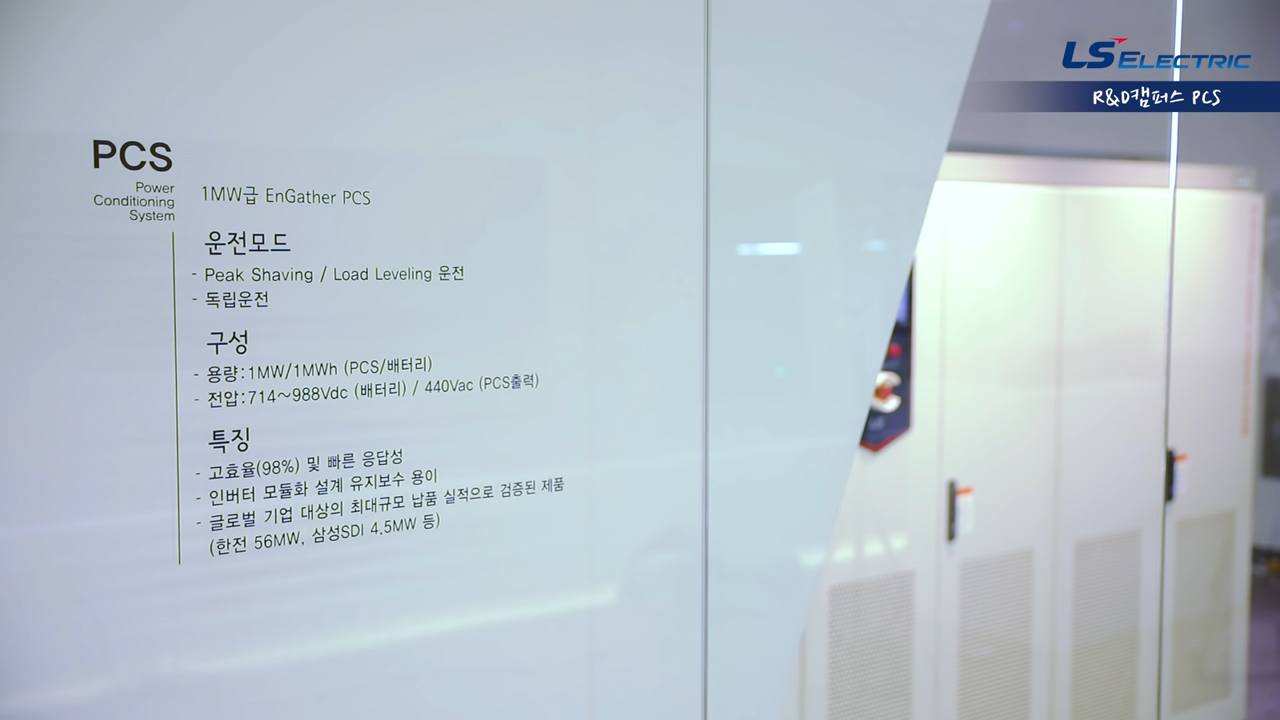 LS ELECTRIC
R&D캠퍼스 PCS
PCS
Power
Conditioning
System
1MW급 EnGather PCS
운전모드
- Peak Shaving / Load Leveling 운전
- 독립운전
구성
- 용량:1MW/1MWh (PCS/배터리)
- 전압:714~988Vdc (배터리) / 440Vac (PCS출력)
특징
- 고효율(98%) 및 빠른 응답성
- 인버터 모듈화 설계 유지보수 용이
- 글로벌 기업 대상의 최대규모 납품 실적으로 검증된 제품
(한전 56MW, 삼성SDI 4.5MW 등)